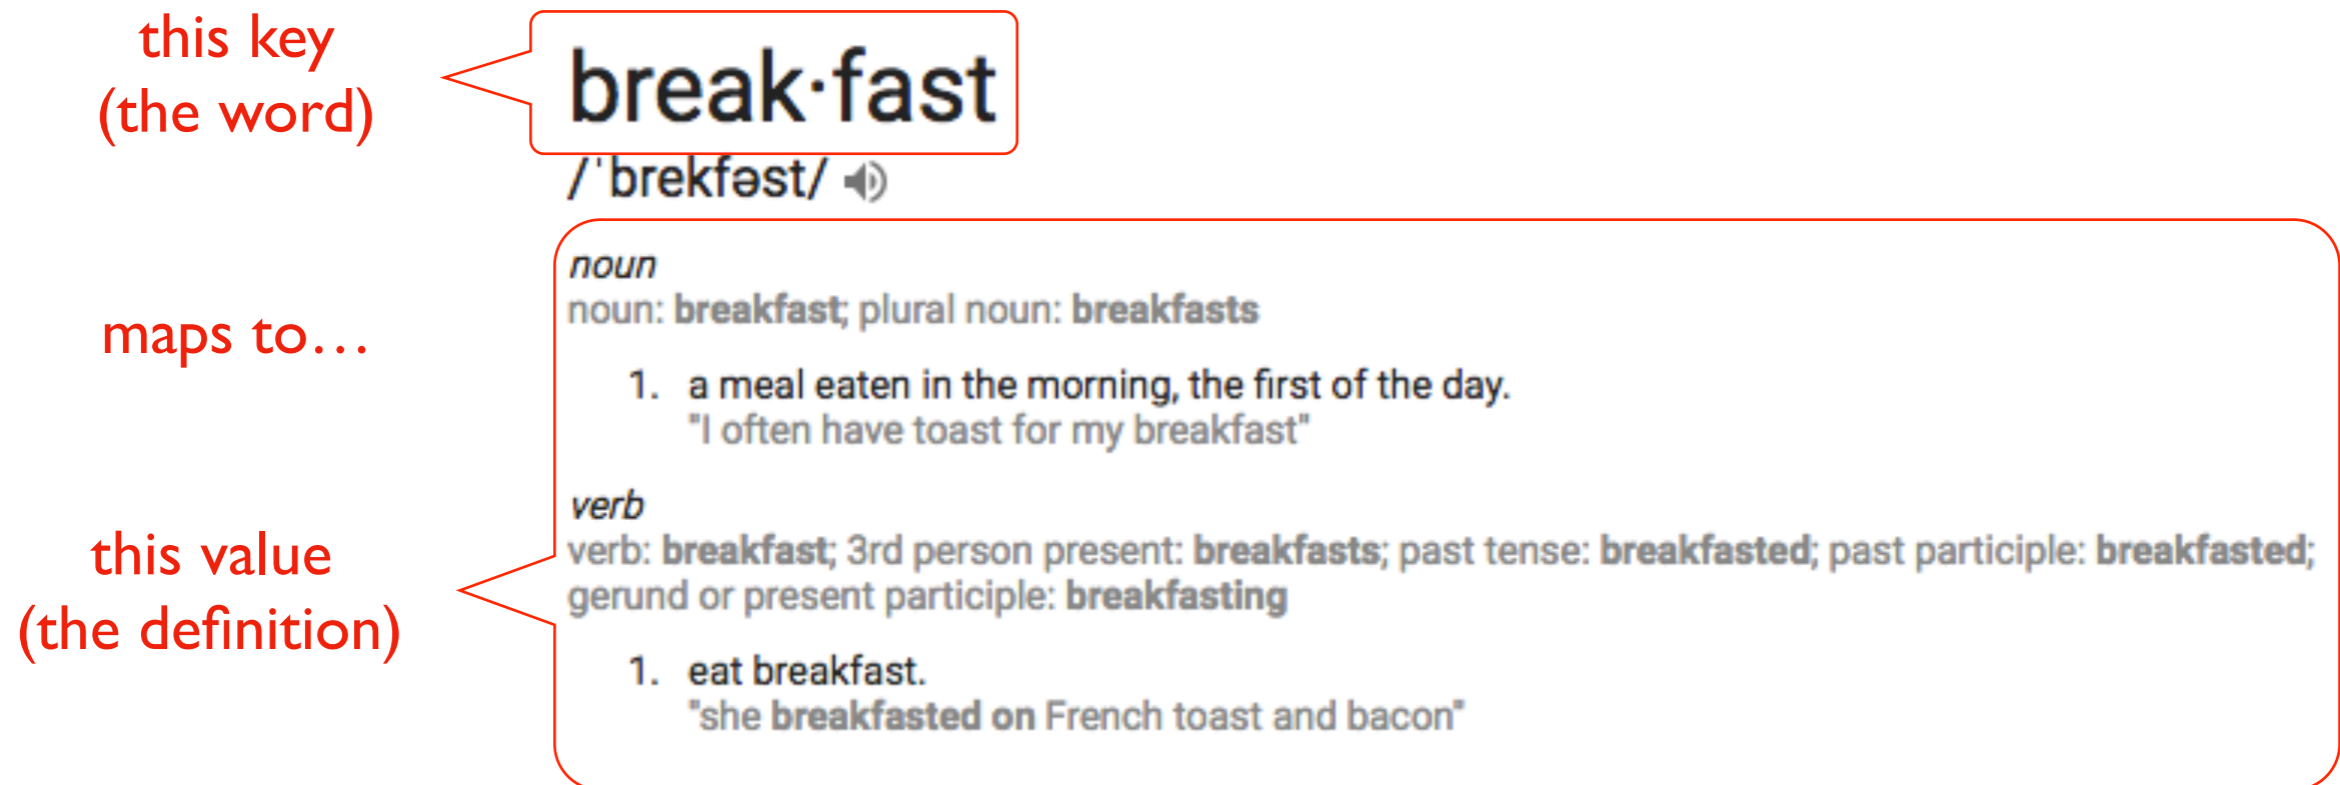 this key
(the word)
break·fast
/ˈbrekfəst/
maps to…
noun
noun: breakfast; plural noun: breakfasts
1. a meal eaten in the morning, the first of the day.
"I often have toast for my breakfast"
this value
(the definition)
verb
verb: breakfast; 3rd person present: breakfasts; past tense: breakfasted; past participle: breakfasted;
gerund or present participle: breakfasting
1. eat breakfast.
"she breakfasted on French toast and bacon"